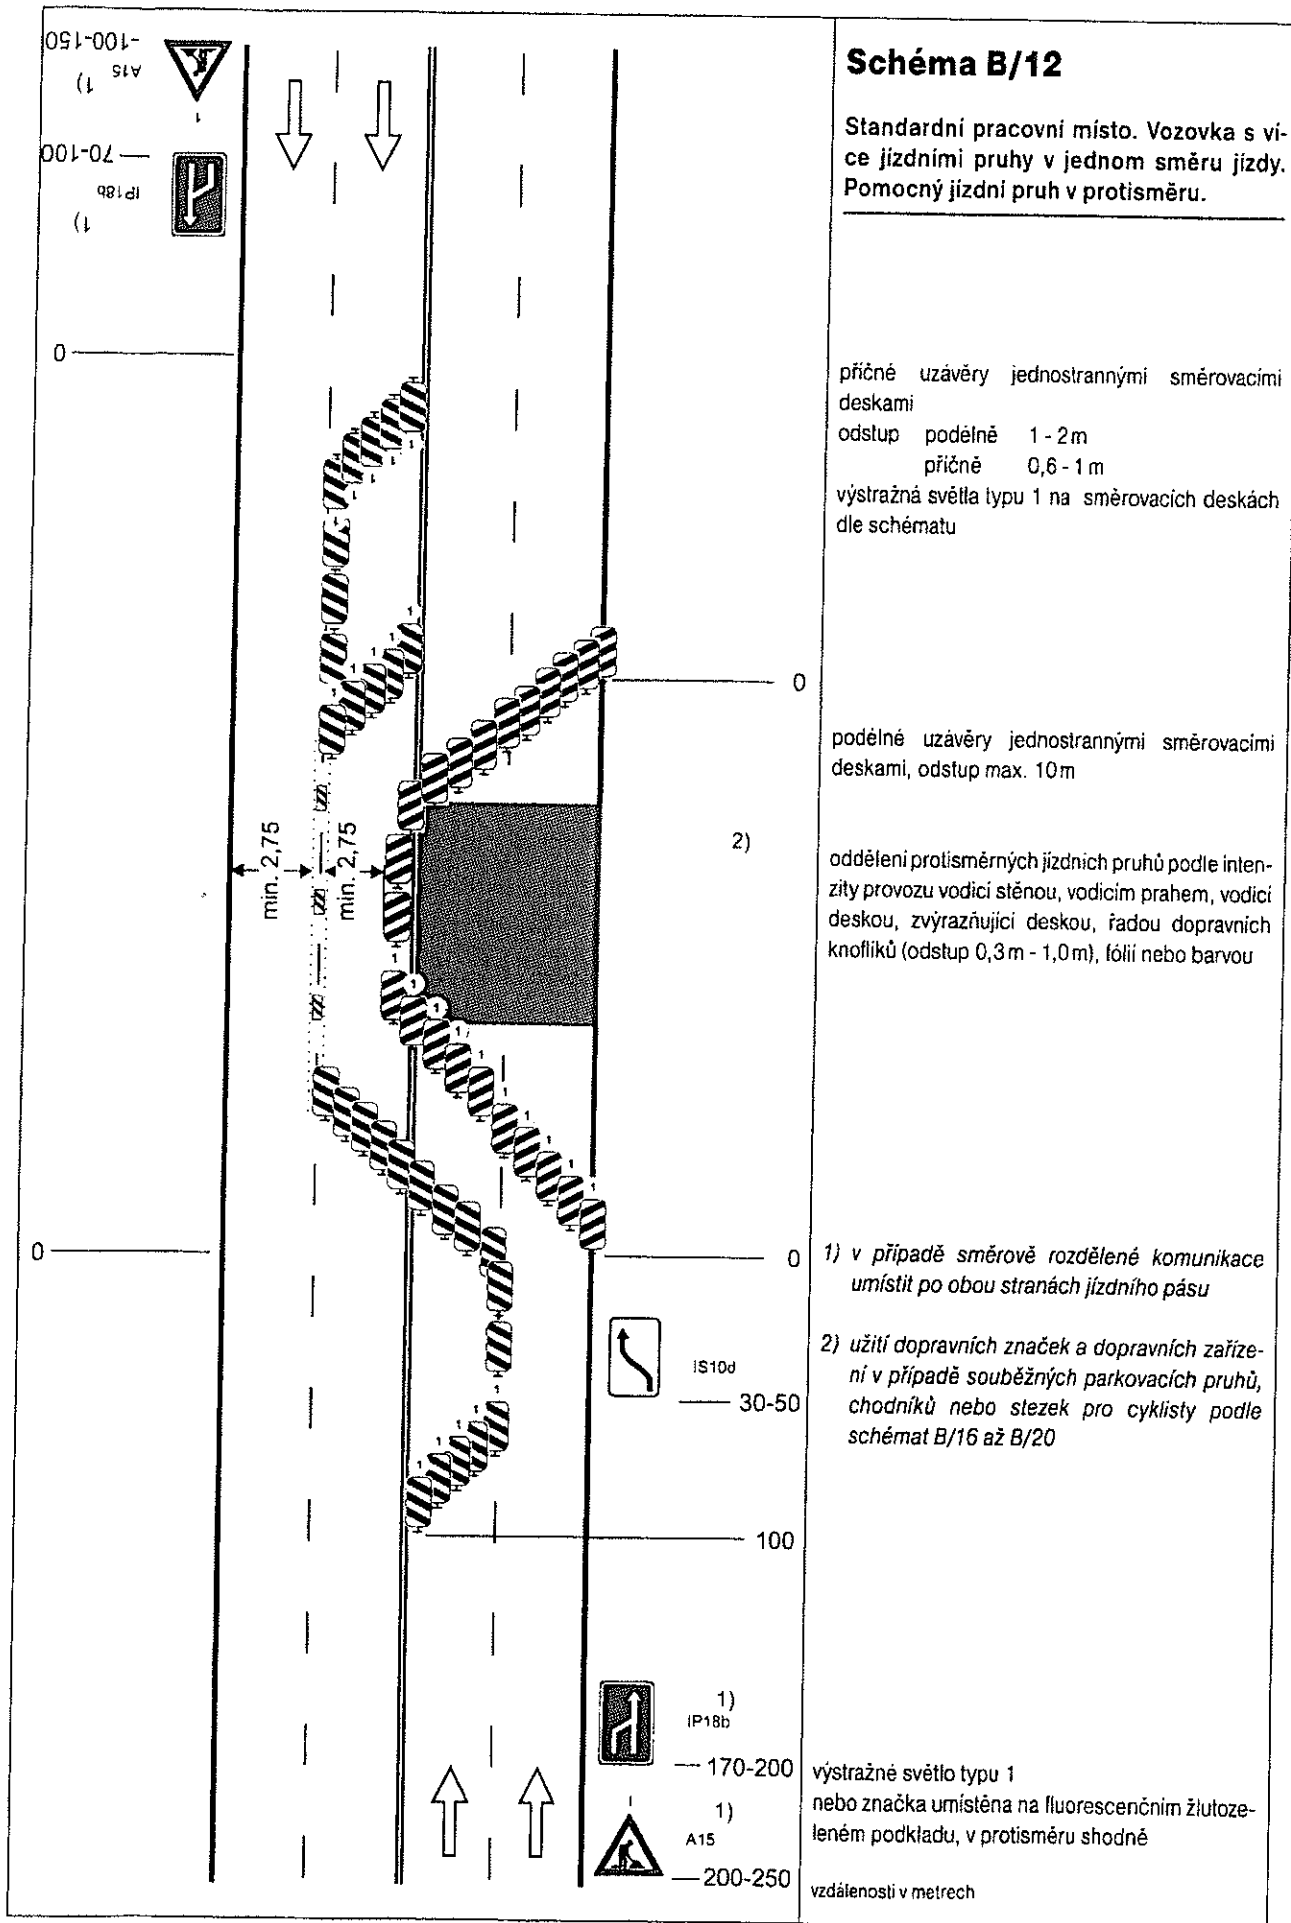 Schéma B/12
Standardní pracovní místo. Vozovka s ví-
ce jízdními pruhy v jednom směru jízdy.
Pomocný jízdní pruh v protisměru.
-100-150
A15
1)
1
70-100
IP18b
1)
0
příčné uzávěry jednostrannými směrovacími
deskami
odstup podélně 1 - 2 m
příčně 0,6 - 1 m
výstražná světla typu 1 na směrovacích deskách
dle schématu
0
podélné uzávěry jednostrannými směrovacími
deskami, odstup max. 10 m
min. 2,75
min. 2,75
2)
oddělení protisměrných jízdních pruhů podle inten-
zity provozu vodicí stěnou, vodicím prahem, vodicí
deskou, zvýrazňující deskou, řadou dopravních
knoflíků (odstup 0,3 m - 1,0 m), fólií nebo barvou
0
0
1) v případě směrově rozdělené komunikace
umístit po obou stranách jízdního pásu
2) užití dopravních značek a dopravních zaříze-
ní v případě souběžných parkovacích pruhů,
chodníků nebo stezek pro cyklisty podle
schémat B/16 až B/20
IS10d
30-50
100
1)
IP18b
170-200
1)
A15
200-250
výstražné světlo typu 1
nebo značka umístěna na fluorescenčním žlutoze-
leném podkladu, v protisměru shodně
vzdálenosti v metrech